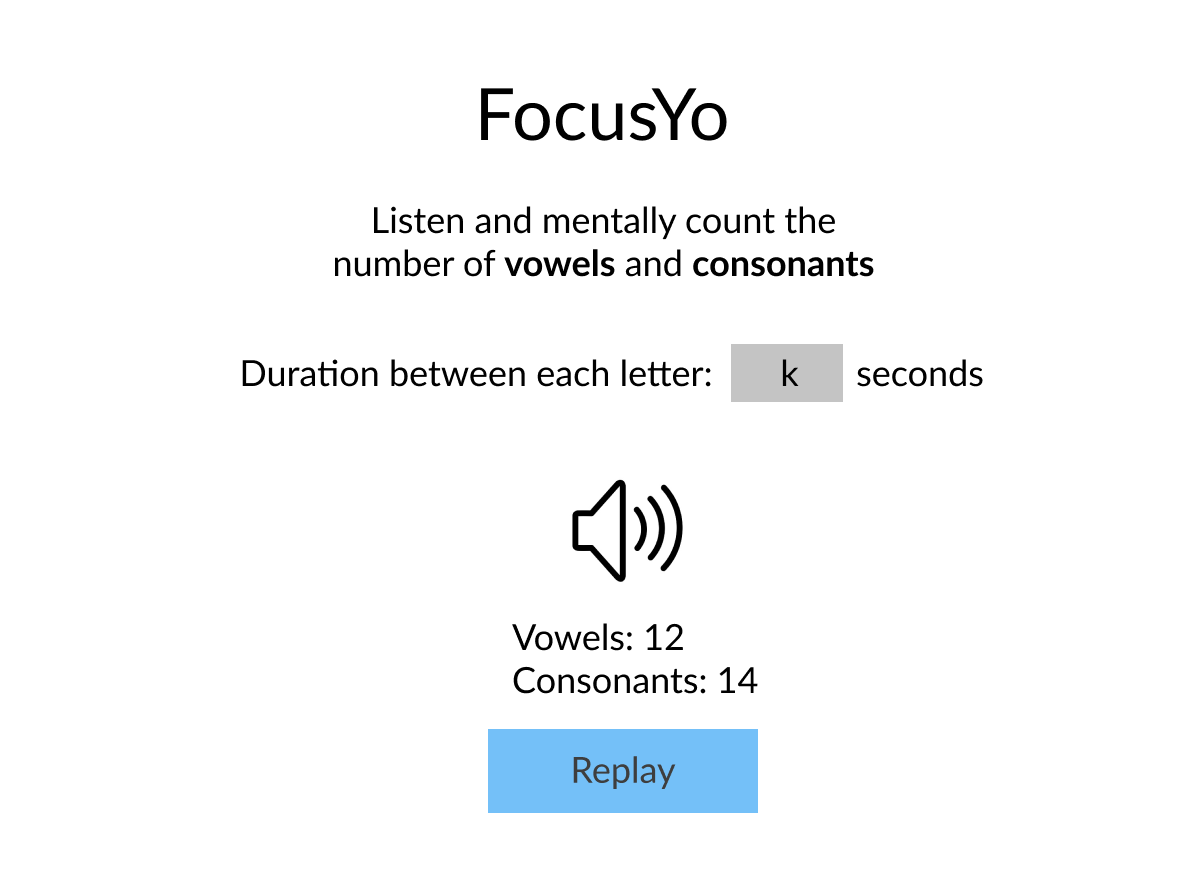 FocusYo
Listen and mentally count the
number of vowels and consonants
Duration between each letter: k seconds
Vowels: 12
Consonants: 14
Replay